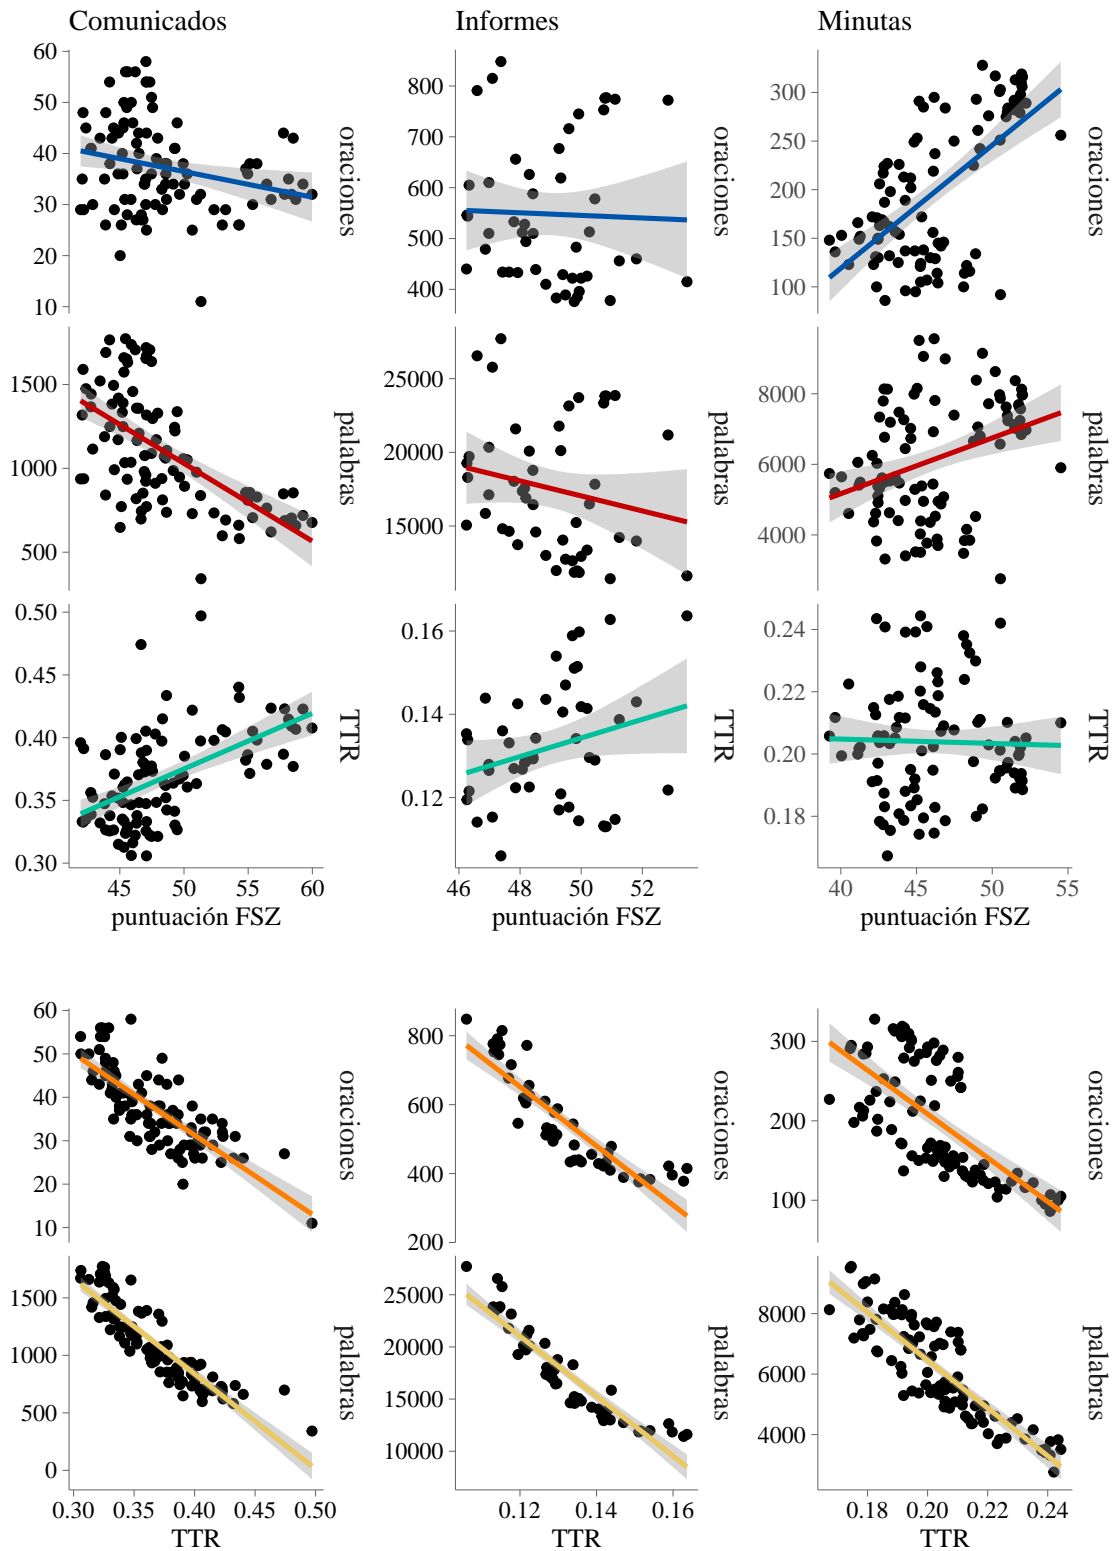 Comunicados Informes Minutas
60
50
40
30
20
10
oraciones
800
700
600
500
400
oraciones
300
250
200
150
100
oraciones
1500
1000
500
palabras
25000
20000
15000
palabras
8000
6000
4000
palabras
0.50
0.45
0.40
0.35
0.30
TTR
0.16
0.14
0.12
TTR
0.24
0.22
0.20
0.18
TTR
45 50 55 60
46 48 50 52
40 45 50 55
puntuación FSZ puntuación FSZ puntuación FSZ
60
50
40
30
20
10
oraciones
800
600
400
200
oraciones
300
200
100
oraciones
1500
1000
500
0
palabras
25000
20000
15000
10000
palabras
8000
6000
4000
palabras
0.30 0.35 0.40 0.45 0.50
0.12 0.14 0.16
0.18 0.20 0.22 0.24
TTR TTR TTR